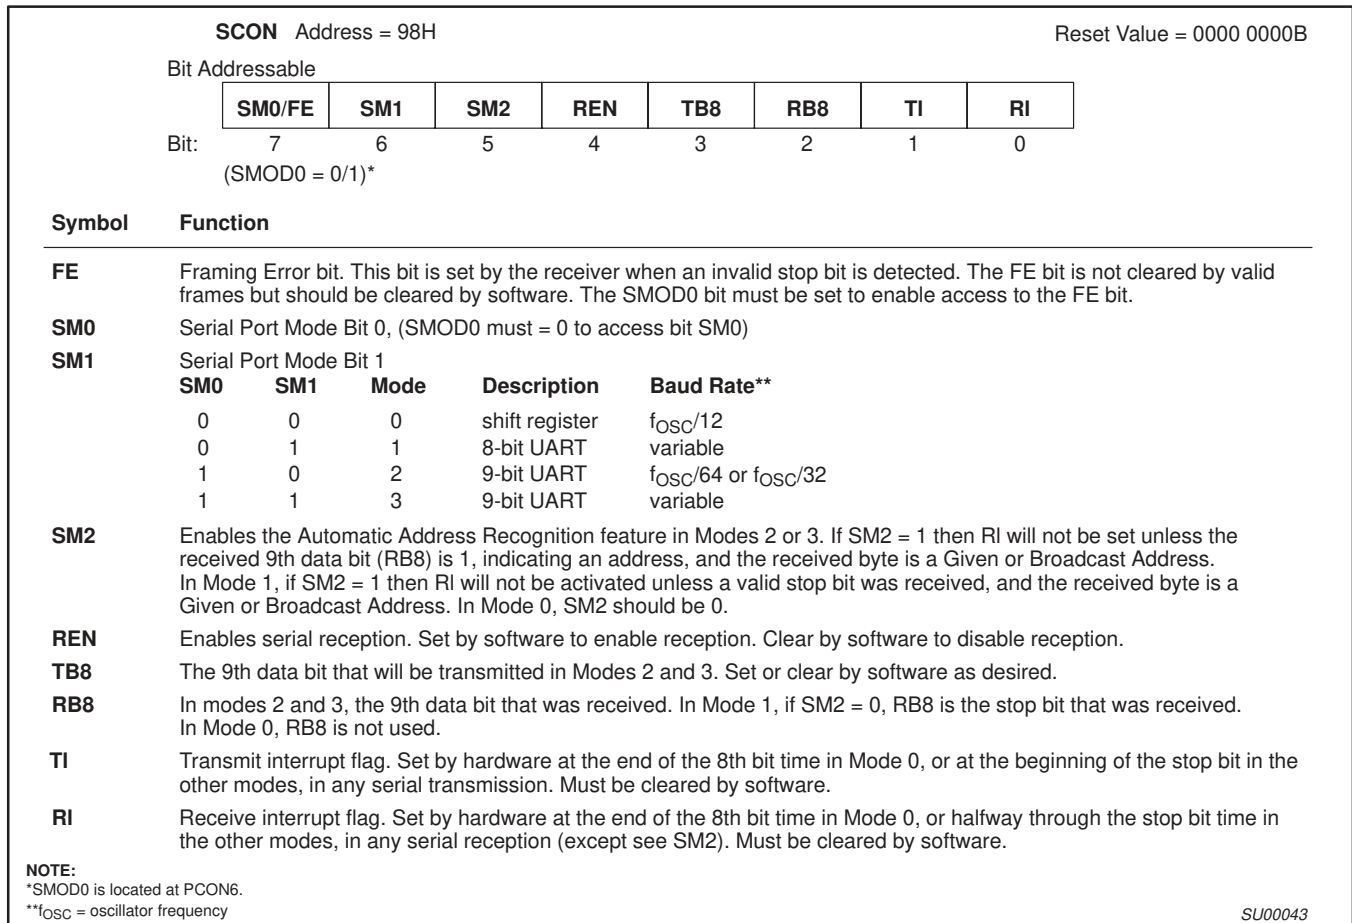 SCON Address = 98H Reset Value = 0000 0000B
Bit Addressable
SM0/FE SM1 SM2 REN TB8 RB8 TI RI
Bit: 7 6 5 4 3 2 1 0
(SMOD0 = 0/1)*
Symbol Function
FE Framing Error bit. This bit is set by the receiver when an invalid stop bit is detected. The FE bit is not cleared by valid
frames but should be cleared by software. The SMOD0 bit must be set to enable access to the FE bit.
SM0 Serial Port Mode Bit 0, (SMOD0 must = 0 to access bit SM0)
SM1 Serial Port Mode Bit 1
SM0 SM1 Mode Description Baud Rate**
0 0 0 shift register fOSC/12
0 1 1 8-bit UART variable
1 0 2 9-bit UART fOSC/64 or fOSC/32
1 1 3 9-bit UART variable
SM2 Enables the Automatic Address Recognition feature in Modes 2 or 3. If SM2 = 1 then RI will not be set unless the
received 9th data bit (RB8) is 1, indicating an address, and the received byte is a Given or Broadcast Address.
In Mode 1, if SM2 = 1 then RI will not be activated unless a valid stop bit was received, and the received byte is a
Given or Broadcast Address. In Mode 0, SM2 should be 0.
REN Enables serial reception. Set by software to enable reception. Clear by software to disable reception.
TB8 The 9th data bit that will be transmitted in Modes 2 and 3. Set or clear by software as desired.
RB8 In modes 2 and 3, the 9th data bit that was received. In Mode 1, if SM2 = 0, RB8 is the stop bit that was received.
In Mode 0, RB8 is not used.
TI Transmit interrupt flag. Set by hardware at the end of the 8th bit time in Mode 0, or at the beginning of the stop bit in the
other modes, in any serial transmission. Must be cleared by software.
RI Receive interrupt flag. Set by hardware at the end of the 8th bit time in Mode 0, or halfway through the stop bit time in
the other modes, in any serial reception (except see SM2). Must be cleared by software.
NOTE:
*SMOD0 is located at PCON6.
**fOSC = oscillator frequency SU00043